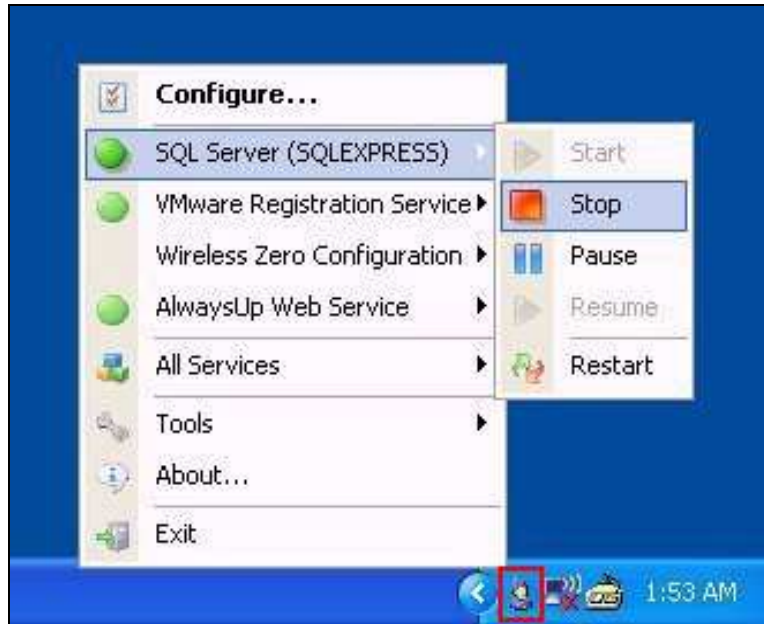 Configure...
SQL Server (SQLEXPRESS)
VMware Registration Service
Wireless Zero Configuration
AlwaysUp Web Service
All Services
Tools
About...
Exit
Start
Stop
Pause
Resume
Restart
1:53 AM